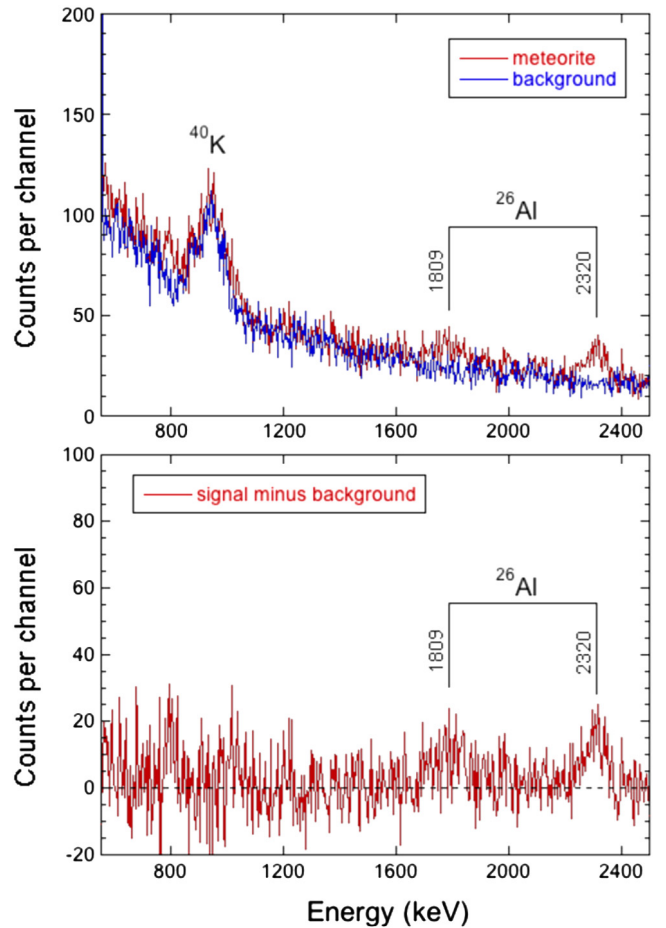 200
150
100
50
0
Counts per channel
meteorite
background
⁴⁰K
²⁶Al
1809
2320
800 1200 1600 2000 2400
100
80
60
40
20
0
-20
Counts per channel
signal minus background
²⁶Al
1809
2320
800 1200 1600 2000 2400
Energy (keV)